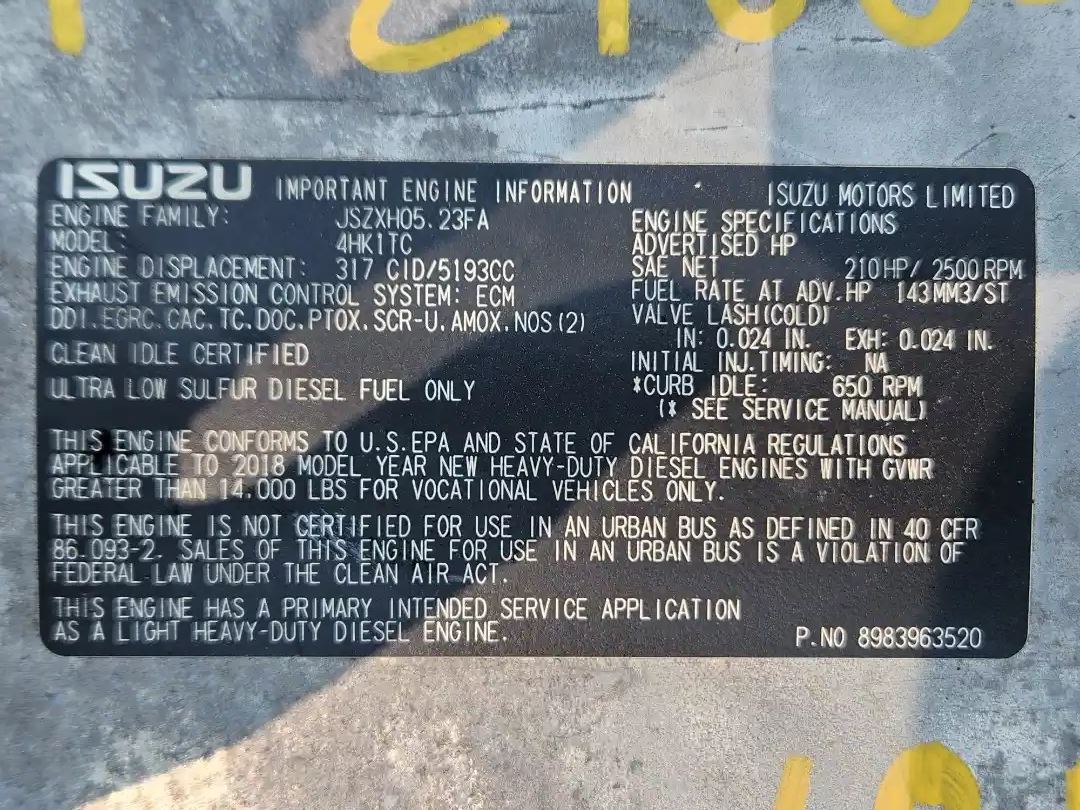 ISUZU IMPORTANT ENGINE INFORMATION ISUZU MOTORS LIMITED
ENGINE FAMILY: JSZXH05.23FA
MODEL: 4HK1TC
ENGINE DISPLACEMENT: 317 CID/5193CC
EXHAUST EMISSION CONTROL SYSTEM: ECM
DDI.EGRC.CAC.TC.DOC.PTOX.SCR-U.AMOX.NOS(2)
CLEAN IDLE CERTIFIED
ULTRA LOW SULFUR DIESEL FUEL ONLY
ENGINE SPECIFICATIONS
ADVERTISED HP
SAE NET 210HP/ 2500RPM
FUEL RATE AT ADV.HP 143MM3/ST
VALVE LASH(COLD)
IN: 0.024 IN. EXH: 0.024 IN.
INITIAL INJ.TIMING: NA
*CURB IDLE: 650 RPM
(* SEE SERVICE MANUAL)
THIS ENGINE CONFORMS TO U.S.EPA AND STATE OF CALIFORNIA REGULATIONS
APPLICABLE TO 2018 MODEL YEAR NEW HEAVY-DUTY DIESEL ENGINES WITH GVWR
GREATER THAN 14,000 LBS FOR VOCATIONAL VEHICLES ONLY.
THIS ENGINE IS NOT CERTIFIED FOR USE IN AN URBAN BUS AS DEFINED IN 40 CFR
86.093-2. SALES OF THIS ENGINE FOR USE IN AN URBAN BUS IS A VIOLATION OF
FEDERAL LAW UNDER THE CLEAN AIR ACT.
THIS ENGINE HAS A PRIMARY INTENDED SERVICE APPLICATION
AS A LIGHT HEAVY-DUTY DIESEL ENGINE.
P.NO 8983963520